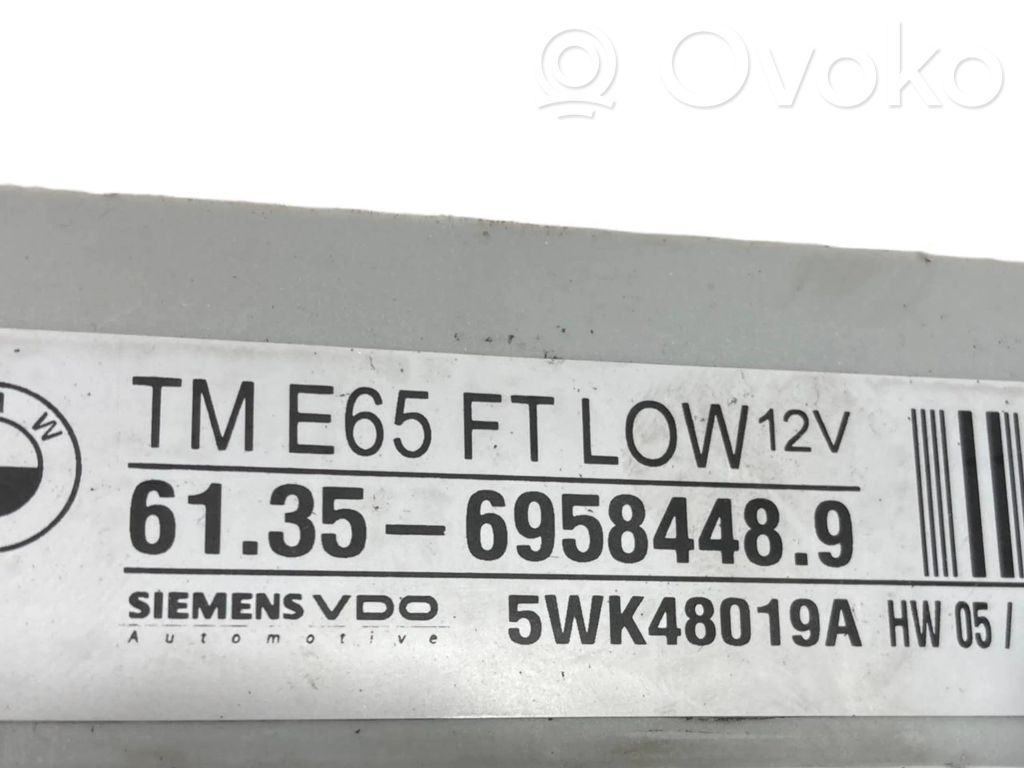 Ovoko
TM E65 FT LOW 12V
61.35-6958448.9
SIEMENS VDO 5WK48019A HW 05 /
Automotive
W